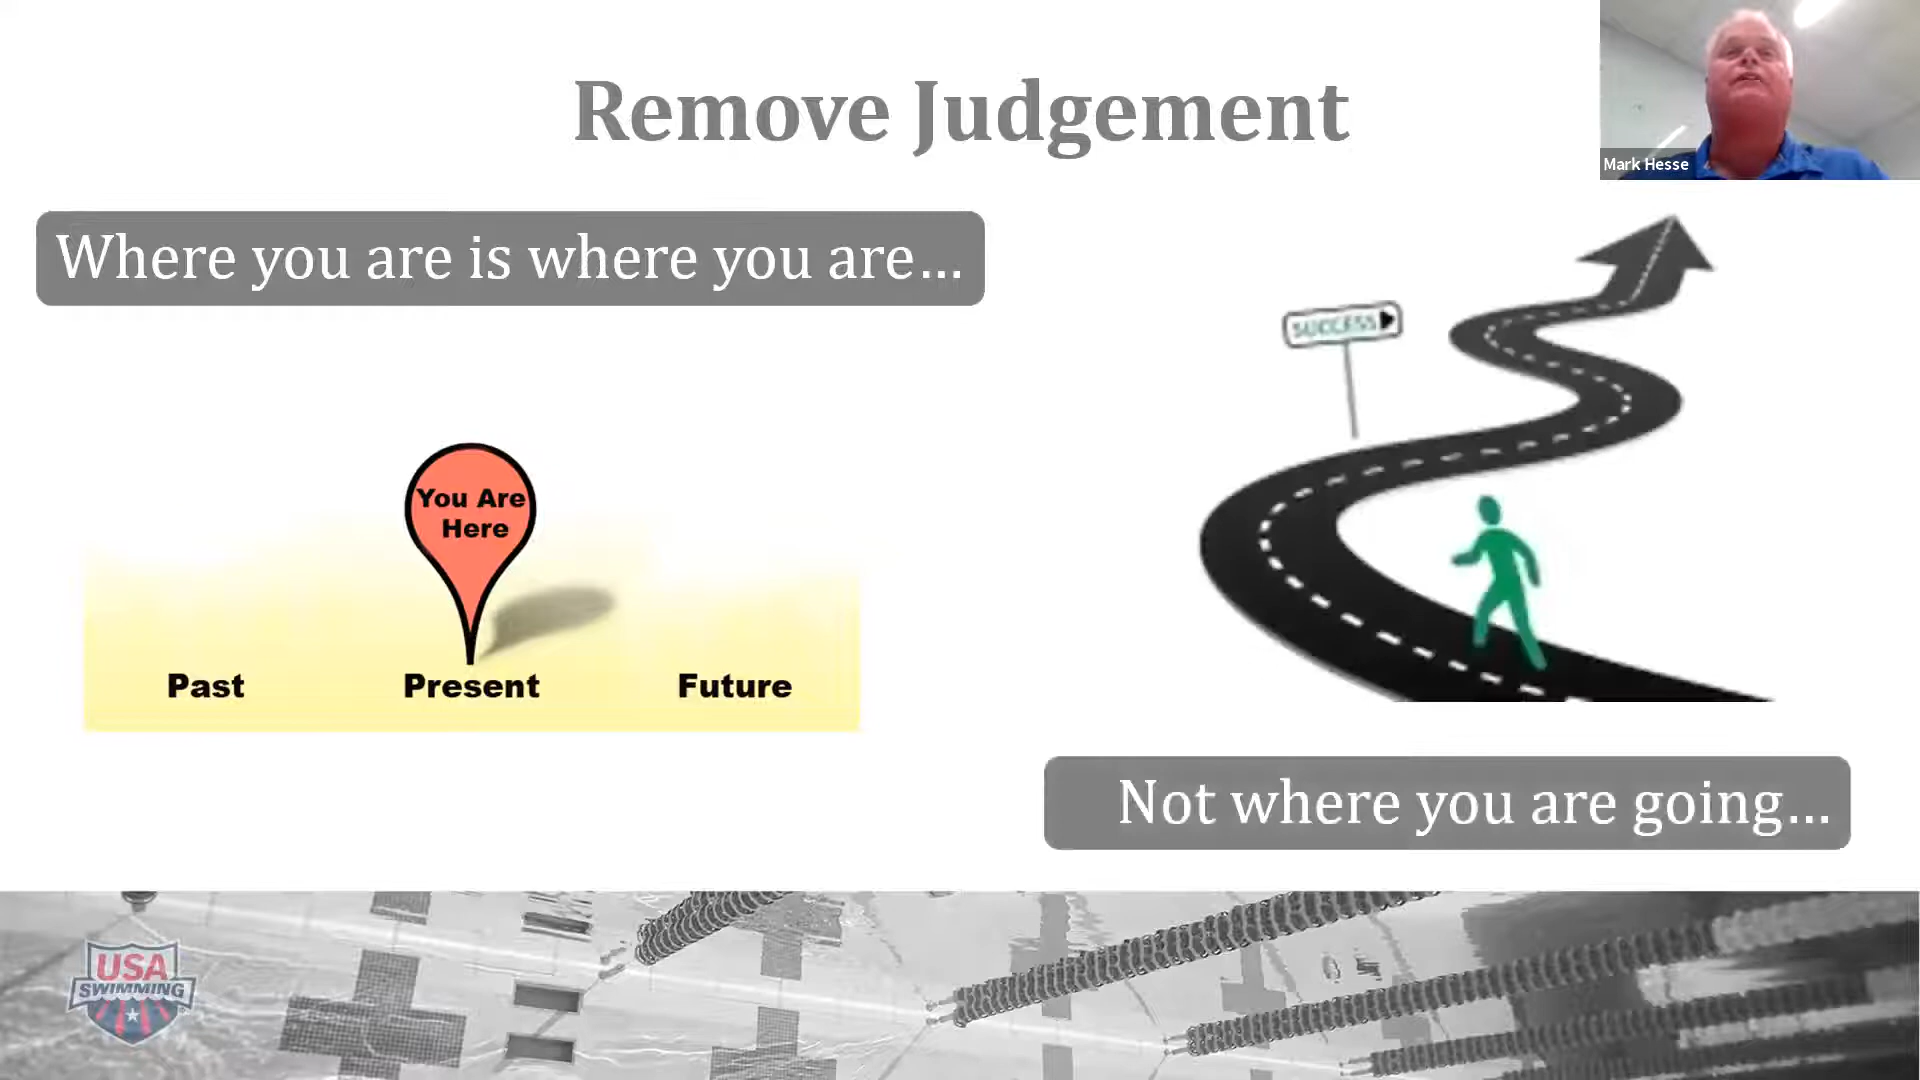 Remove Judgement
Mark Hesse
Where you are is where you are...
SUCCESS
You Are
Here
Past Present Future
Not where you are going...
USA
SWIMMING